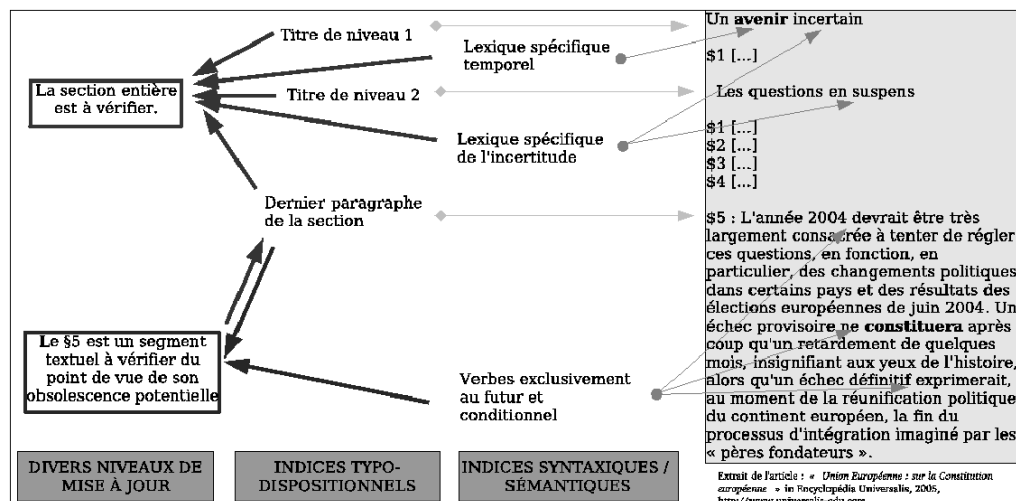 Titre de niveau 1
Lexique spécifique
temporel
La section entière
est à vérifier.
Titre de niveau 2
Lexique spécifique
de l'incertitude
Dernier paragraphe
de la section
Le §5 est un segment
textuel à vérifier du
point de vue de son
obsolescence potentielle
Verbes exclusivement
au futur et
conditionnel
DIVERS NIVEAUX DE
MISE À JOUR
INDICES TYPO-
DISPOSITIONNELS
INDICES SYNTAXIQUES /
SÉMANTIQUES
Un avenir incertain
$1 [...]
Les questions en suspens
$1 [...]
$2 [...]
$3 [...]
$4 [...]
$5 : L'année 2004 devrait être très
largement consacrée à tenter de régler
ces questions, en fonction, en
particulier, des changements politiques
dans certains pays et des résultats des
élections européennes de juin 2004. Un
échec provisoire ne constituera après
coup qu'un retardement de quelques
mois, insignifiant aux yeux de l'histoire,
alors qu'un échec définitif exprimerait,
au moment de la réunification politique
du continent européen, la fin du
processus d'intégration imaginé par les
« pères fondateurs ».
Extrait de l'article : « Union Européenne : sur la Constitution
européenne » in Encyclopédia Universalis, 2005,
http://www.universalis-edu.com